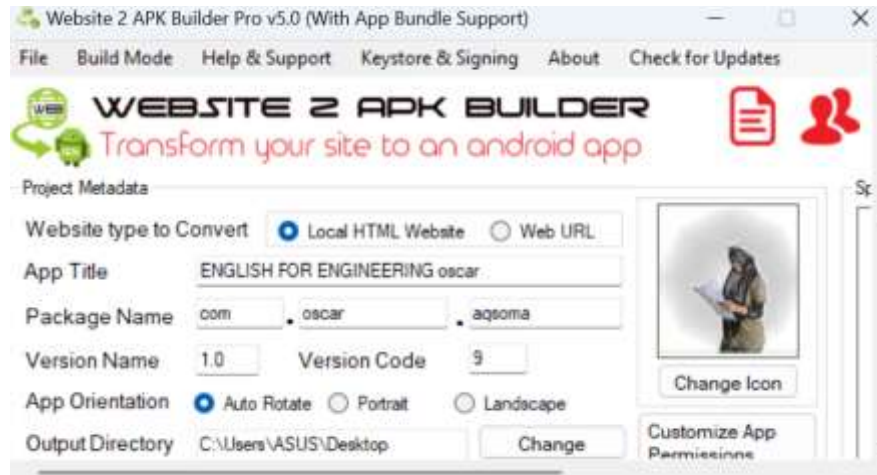 Website 2 APK Builder Pro v5.0 (With App Bundle Support)
File Build Mode Help & Support Keystore & Signing About Check for Updates
WEB
WEBSITE 2 APK BUILDER
Transform your site to an android app
Project Metadata
Website type to Convert Local HTML Website Web URL
App Title ENGLISH FOR ENGINEERING oscar
Package Name com . oscar . aqsoma
Version Name 1.0 Version Code 9
Change Icon
App Orientation Auto Rotate Portrait Landscape
Output Directory C:\Users\ASUS\Desktop Change
Customize App
Permissions